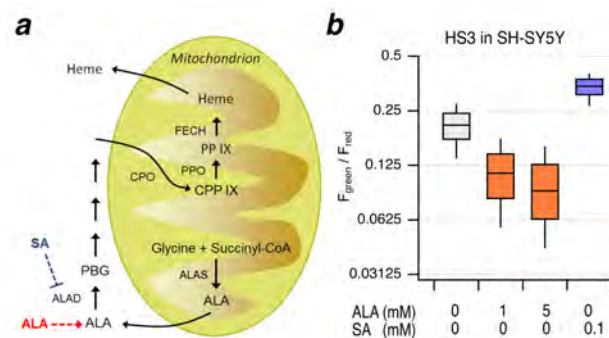 a
Mitochondrion
Heme
Heme
FECH
PP IX
PPO
CPO
CPP IX
Glycine + Succinyl-CoA
SA
ALAS
PBG
ALAD
ALA
ALA
ALA
b
HS3 in SH-SY5Y
F green / F red
0.5
0.25
0.125
0.0625
0.03125
ALA (mM) 0 1 5 0
SA (mM) 0 0 0 0.1